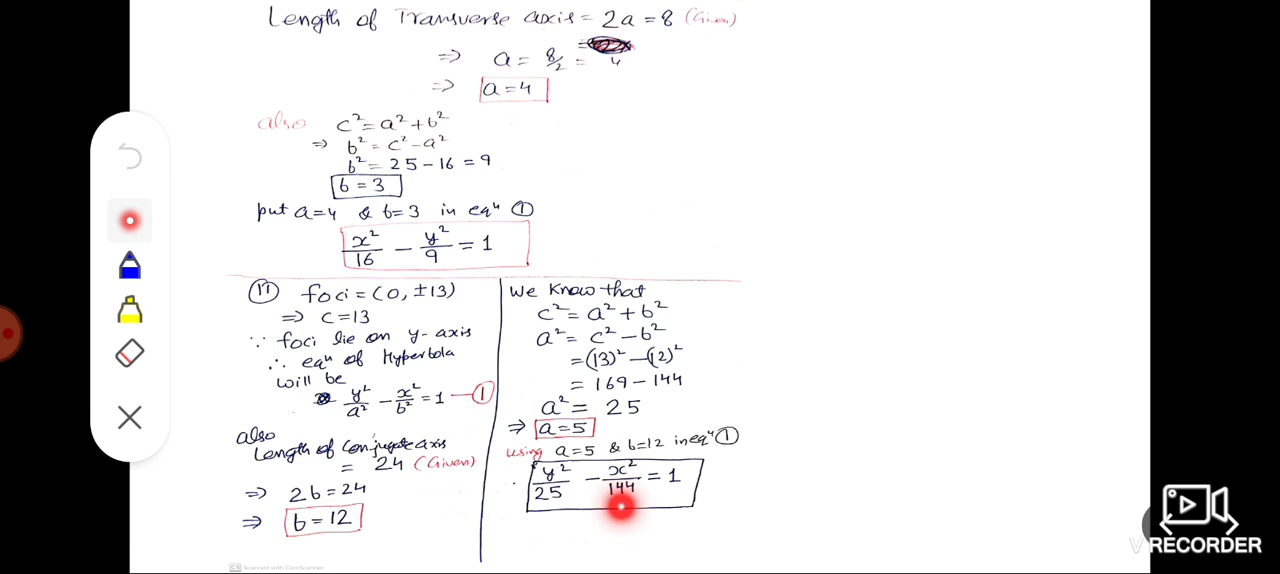 Length of Transverse axis = 2a = 8 (Given)
=> a = 8/2 = 4
=> a = 4
also c² = a² + b²
=> b² = c² - a²
b² = 25 - 16 = 9
b = 3
put a=4 & b=3 in eqⁿ ①
x²/16 - y²/9 = 1
foci = (0, ±13)
=> c = 13
∵ foci lie on y-axis
∴ eqⁿ of Hyperbola
will be
y²/a² - x²/b² = 1 —①
also
Length of conjugate axis
= 24 (Given)
=> 2b = 24
=> b = 12
We know that
c² = a² + b²
a² = c² - b²
= (13)² - (12)²
= 169 - 144
a² = 25
=> a = 5
using a=5 & b=12 in eqⁿ ①
y²/25 - x²/144 = 1
CS Scanned with CamScanner
V RECORDER